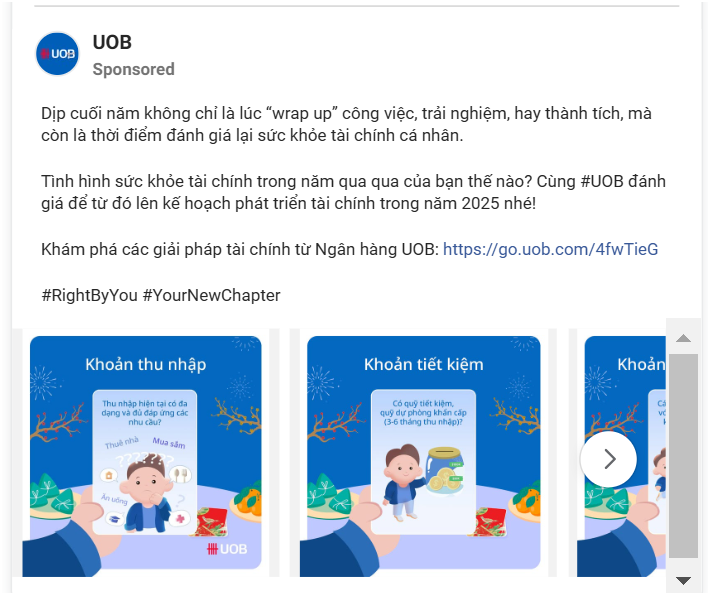 UOB
UOB
Sponsored
Dịp cuối năm không chỉ là lúc “wrap up” công việc, trải nghiệm, hay thành tích, mà
còn là thời điểm đánh giá lại sức khỏe tài chính cá nhân.
Tình hình sức khỏe tài chính trong năm qua qua của bạn thế nào? Cùng #UOB đánh
giá để từ đó lên kế hoạch phát triển tài chính trong năm 2025 nhé!
Khám phá các giải pháp tài chính từ Ngân hàng UOB: https://go.uob.com/4fwTieG
#RightByYou #YourNewChapter
Khoản thu nhập
Thu nhập hiện tại có đa
dạng và đủ đáp ứng các
nhu cầu?
Thuê nhà
Mua sắm
???????
Ăn uống
?
UOB
Khoản tiết kiệm
Có quỹ tiết kiệm,
quỹ dự phòng khẩn cấp
(3-6 tháng thu nhập)?
Khoản